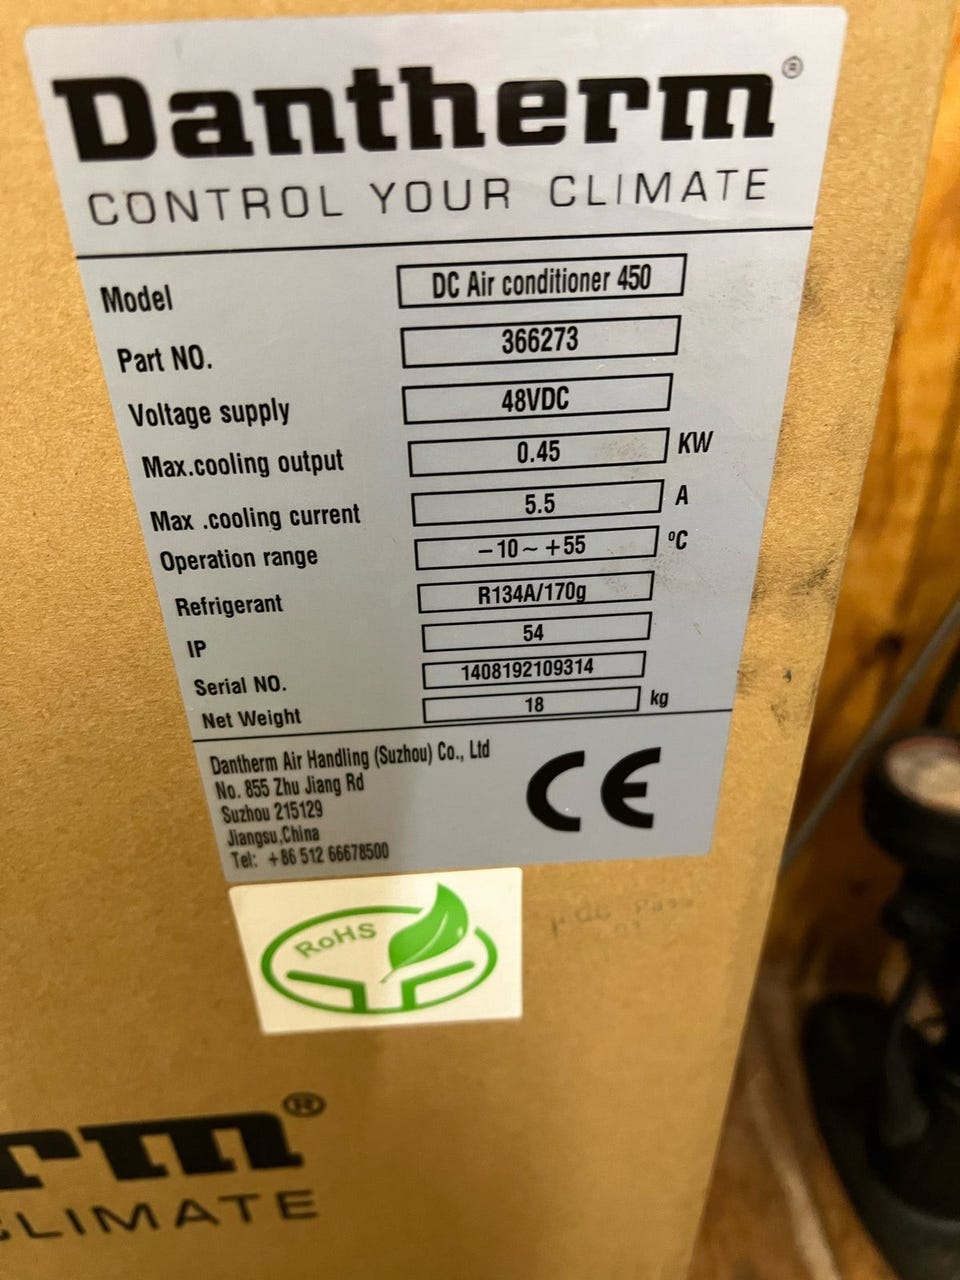 Dantherm®
CONTROL YOUR CLIMATE
Model DC Air conditioner 450
Part NO. 366273
Voltage supply 48VDC
Max.cooling output 0.45 KW
Max .cooling current 5.5 A
Operation range −10~ +55 ºC
Refrigerant R134A/170g
IP 54
Serial NO. 1408192109314
Net Weight 18 kg
Dantherm Air Handling (Suzhou) Co., Ltd
No. 855 Zhu Jiang Rd
Suzhou 215129
Jiangsu,China
Tel: +86 512 66678500
CE
RoHS
rm®
CLIMATE